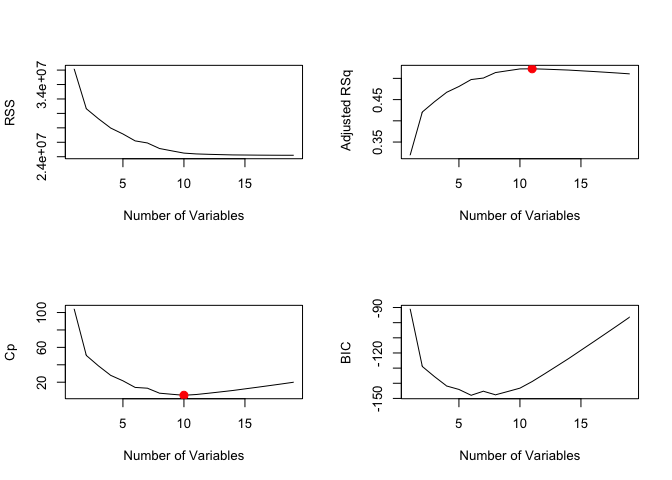 RSS
2.4e+07
3.4e+07
5
10
15
Number of Variables
Adjusted RSq
0.35
0.45
5
10
15
Number of Variables
Cp
20
60
100
5
10
15
Number of Variables
BIC
-150
-120
-90
5
10
15
Number of Variables